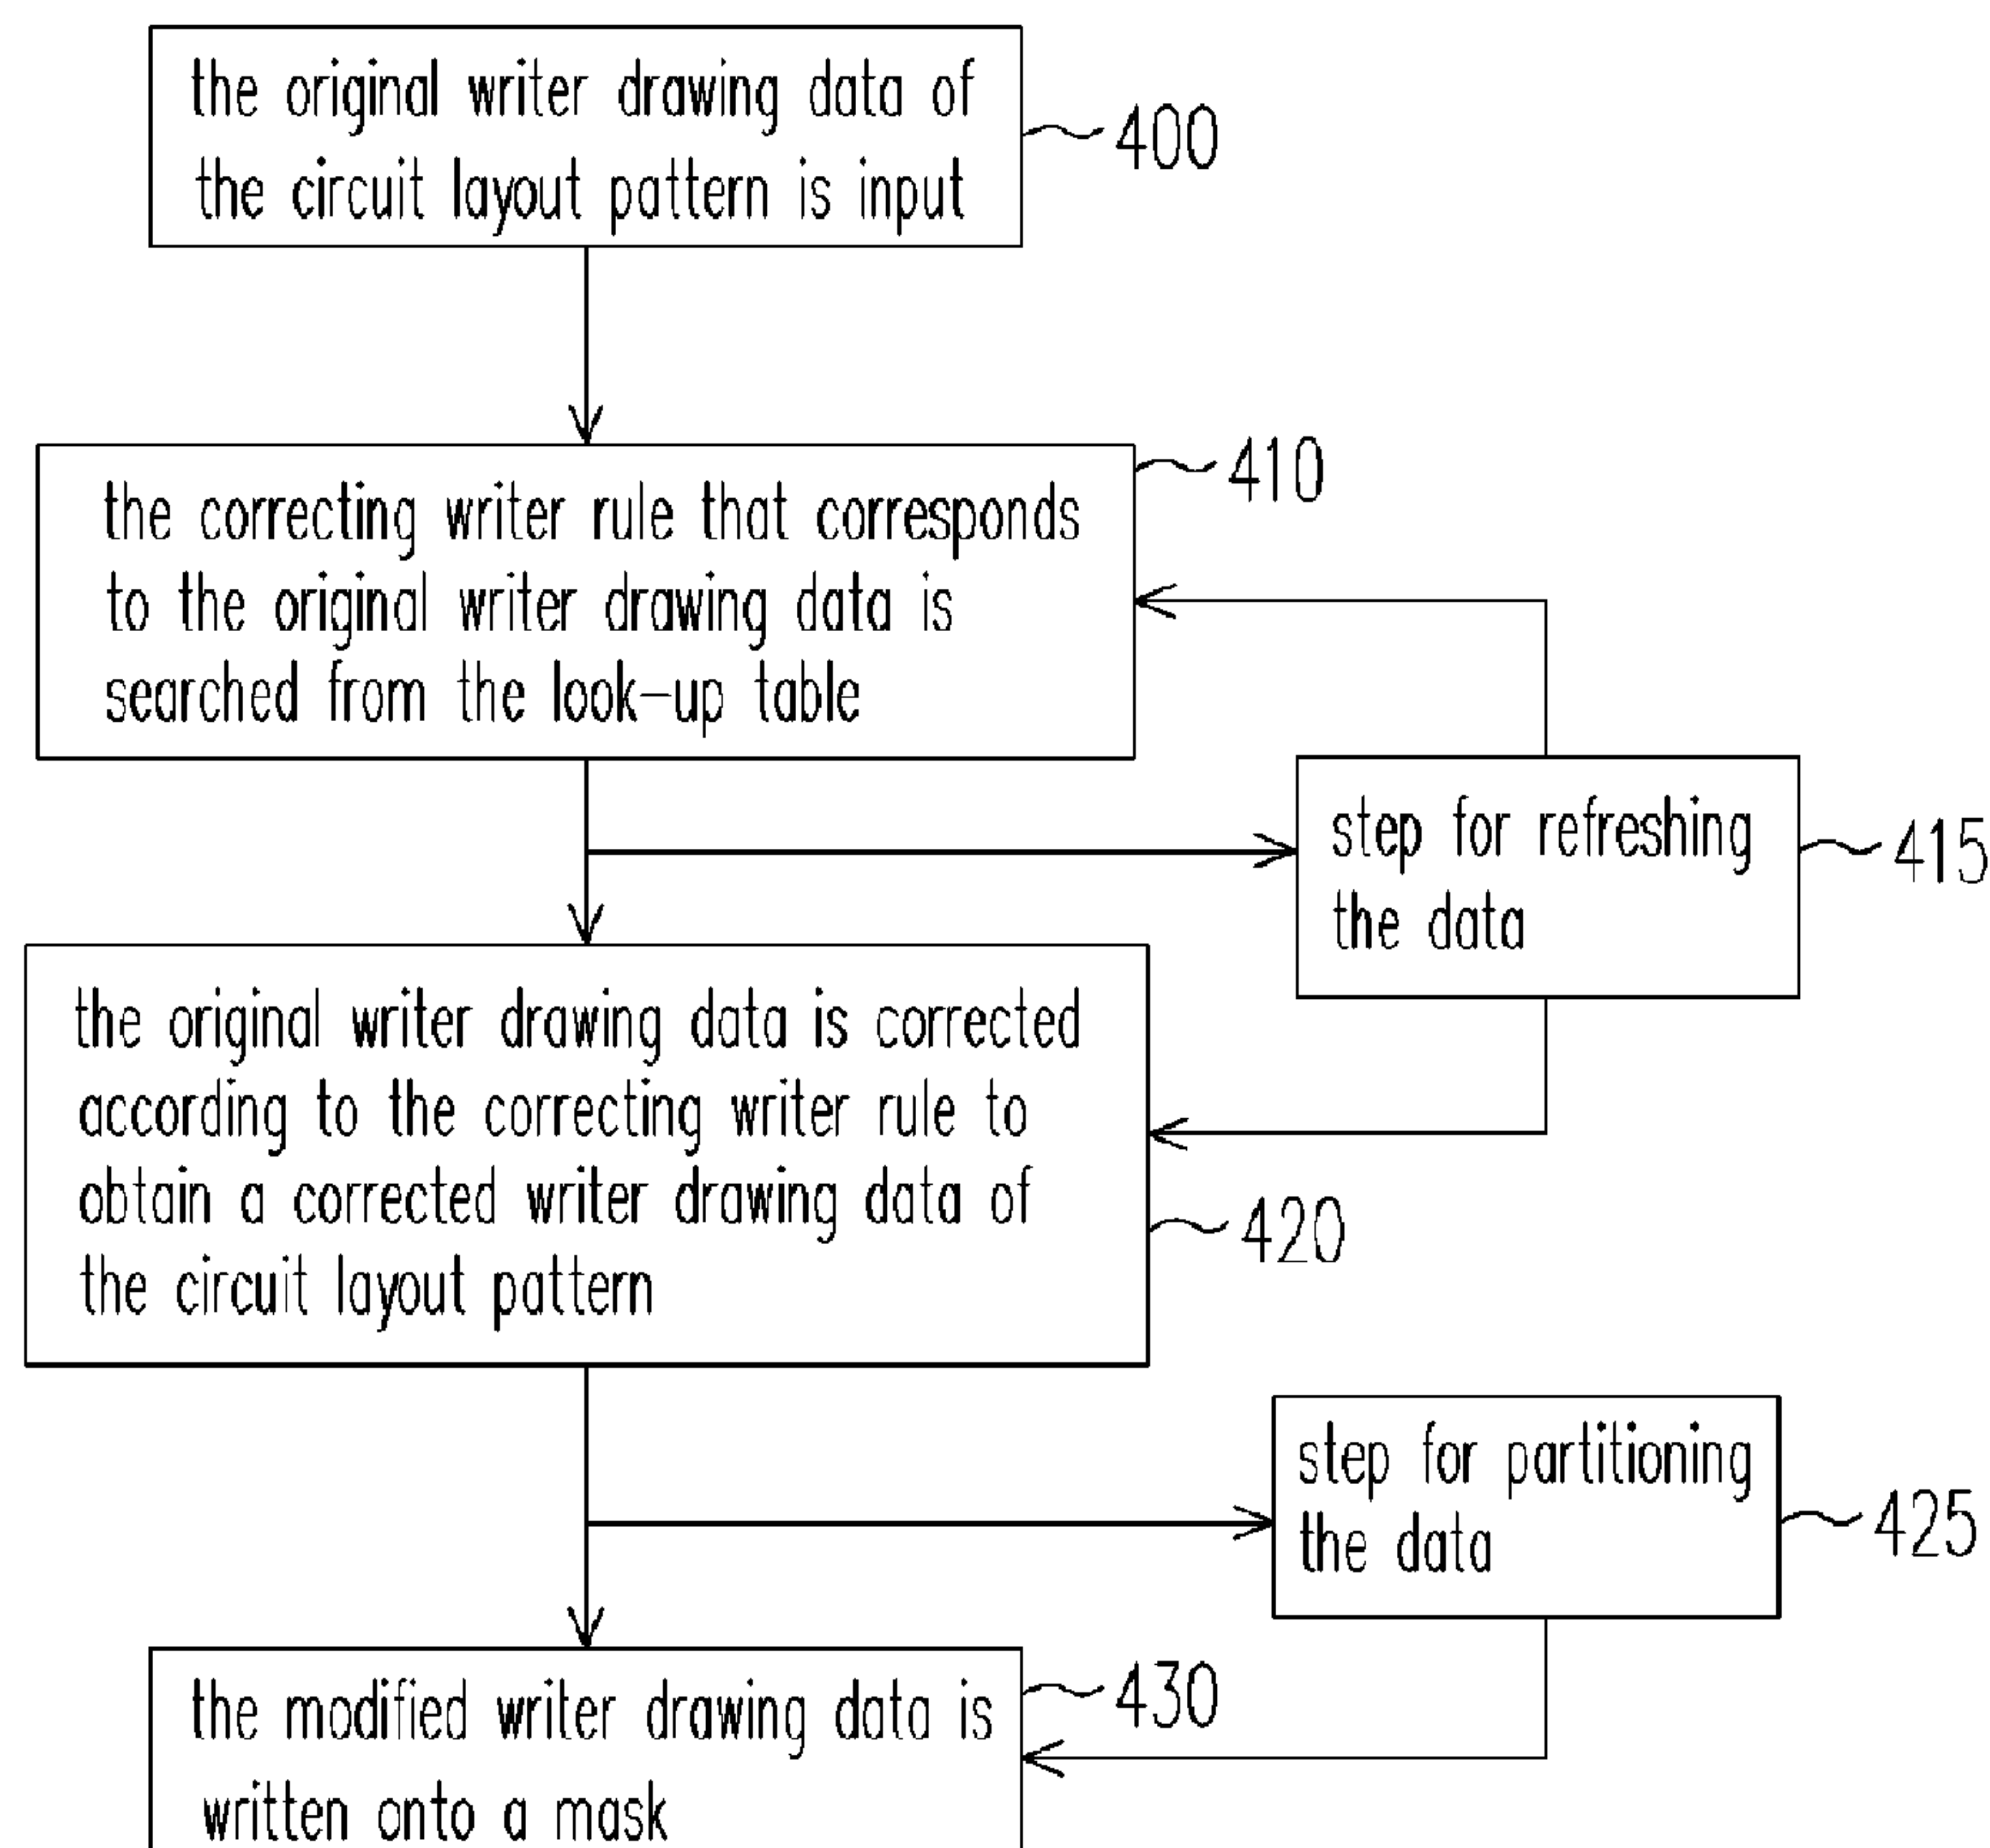 the original writer drawing data of
the circuit layout pattern is input
400
410
the correcting writer rule that corresponds
to the original writer drawing data is
searched from the look-up table
step for refreshing
the data
415
the original writer drawing data is corrected
according to the correcting writer rule to
obtain a corrected writer drawing data of
the circuit layout pattern
420
step for partitioning
the data
425
430
the modified writer drawing data is
written onto a mask